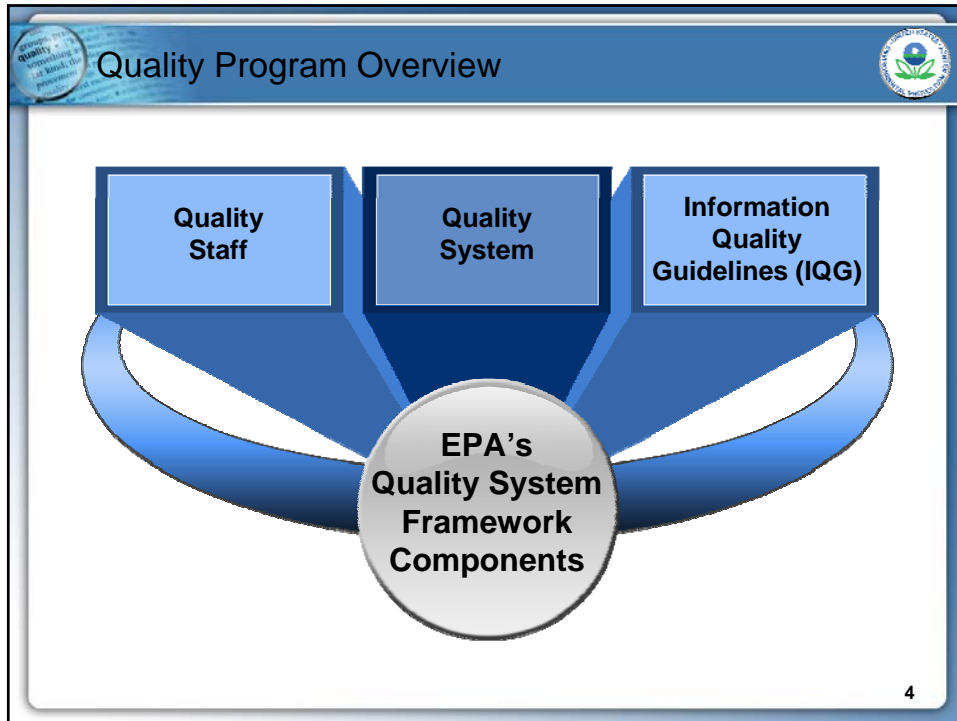 Quality Program Overview
Quality
Staff
Quality
System
Information
Quality
Guidelines (IQG)
EPA's
Quality System
Framework
Components
4